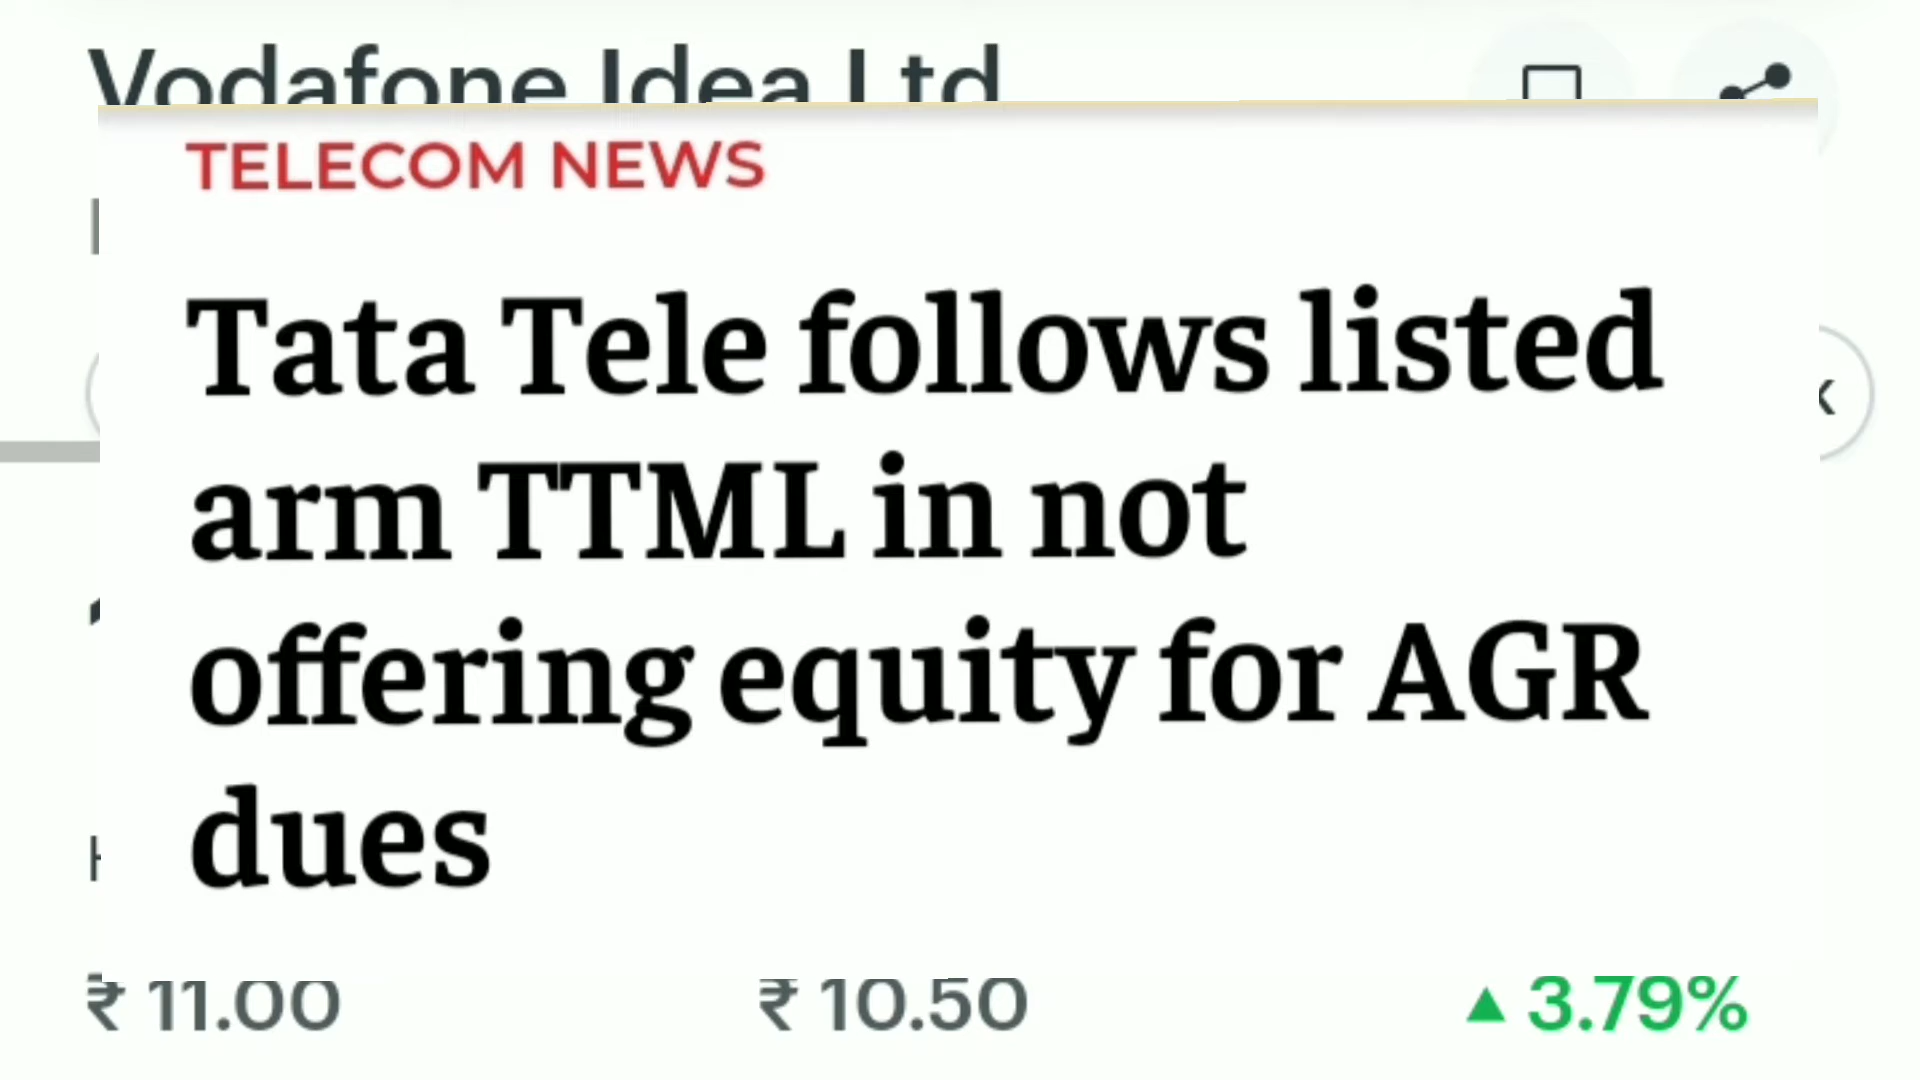 Vodafone Idea Ltd
TELECOM NEWS
Tata Tele follows listed
arm TTML in not
offering equity for AGR
dues
₹ 11.00 ₹ 10.50 ▲ 3.79%